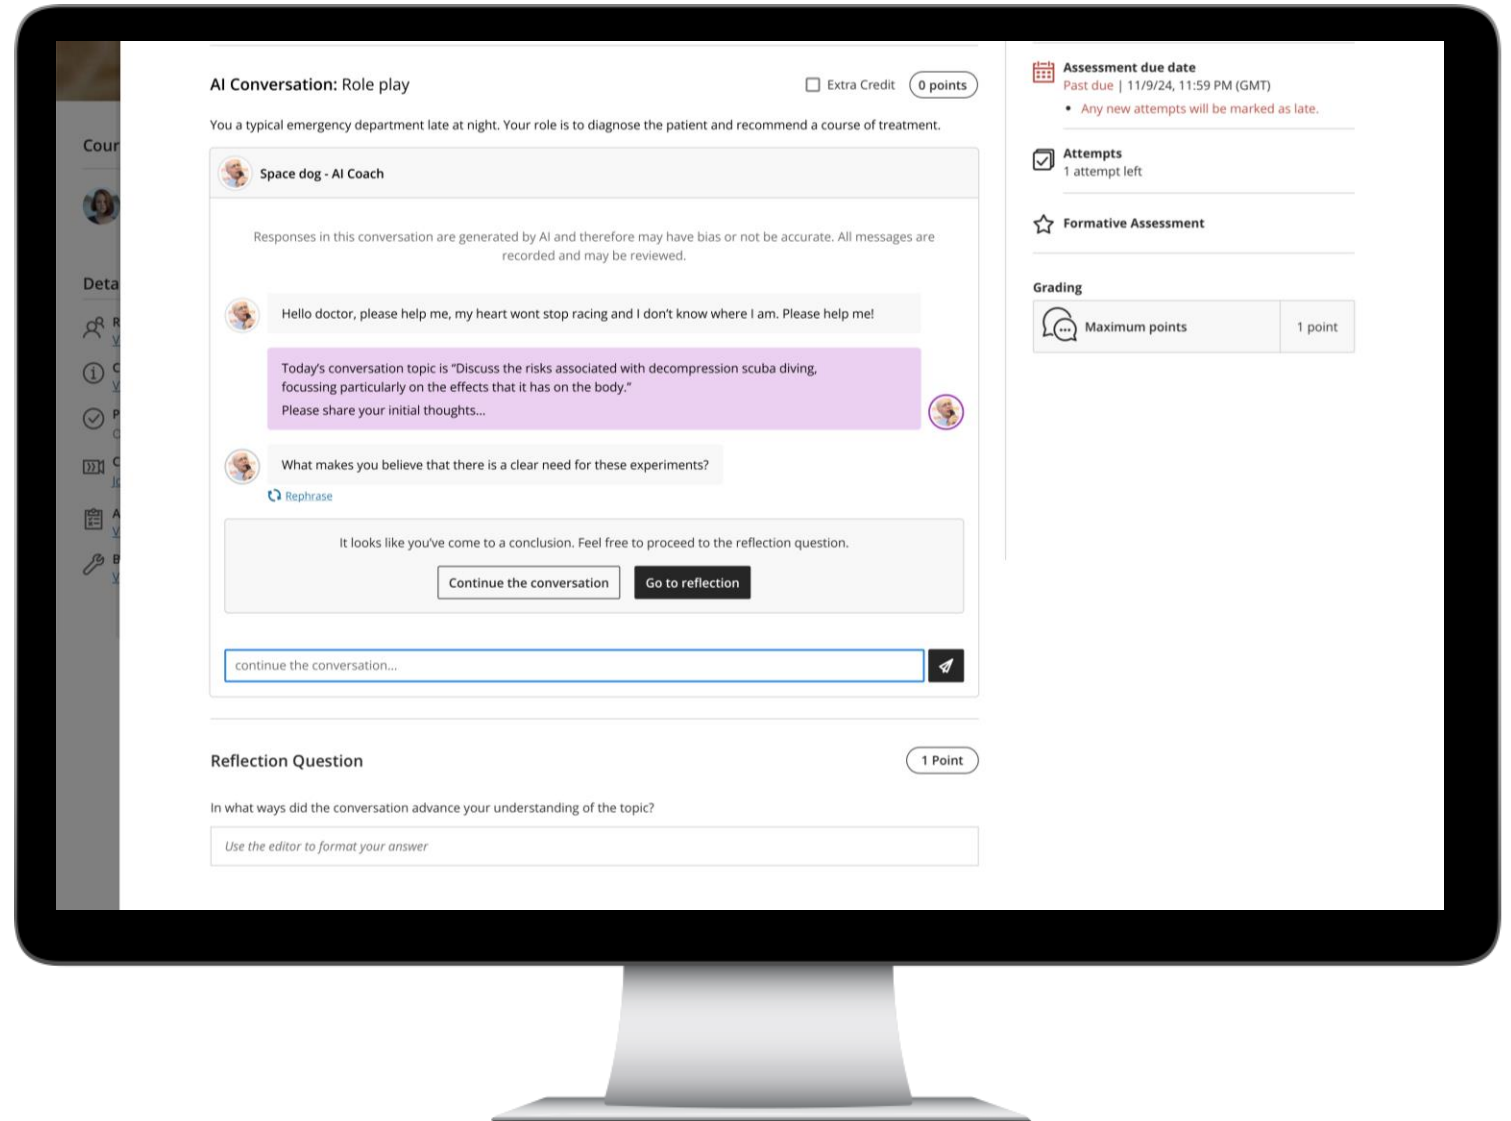 AI Conversation: Role play
Extra Credit
0 points
You a typical emergency department late at night. Your role is to diagnose the patient and recommend a course of treatment.
Space dog - AI Coach
Responses in this conversation are generated by AI and therefore may have bias or not be accurate. All messages are
recorded and may be reviewed.
Hello doctor, please help me, my heart wont stop racing and I don't know where I am. Please help me!
Today's conversation topic is "Discuss the risks associated with decompression scuba diving,
focussing particularly on the effects that it has on the body."
Please share your initial thoughts...
What makes you believe that there is a clear need for these experiments?
Rephrase
It looks like you've come to a conclusion. Feel free to proceed to the reflection question.
Continue the conversation
Go to reflection
continue the conversation...
Reflection Question
1 Point
In what ways did the conversation advance your understanding of the topic?
Use the editor to format your answer
Assessment due date
Past due | 11/9/24, 11:59 PM (GMT)
• Any new attempts will be marked as late.
Attempts
1 attempt left
Formative Assessment
Grading
Maximum points
1 point